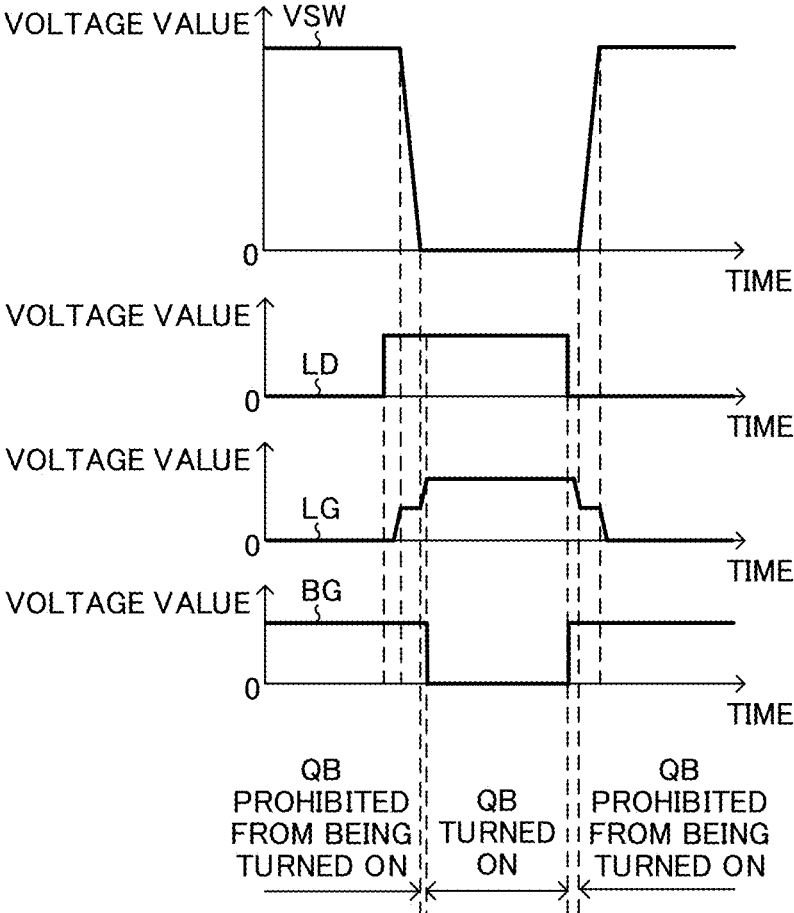 VOLTAGE VALUE
VSW
0
TIME
VOLTAGE VALUE
LD
0
TIME
VOLTAGE VALUE
LG
0
TIME
VOLTAGE VALUE
BG
0
TIME
QB
PROHIBITED
FROM BEING
TURNED ON
QB
TURNED
ON
QB
PROHIBITED
FROM BEING
TURNED ON